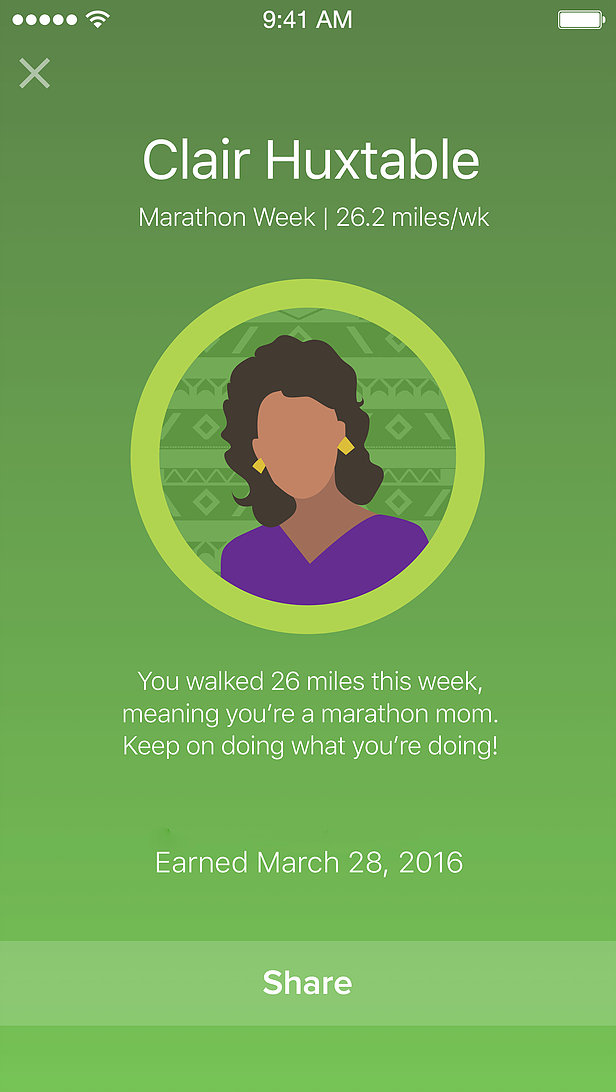 9:41 AM
Clair Huxtable
Marathon Week | 26.2 miles/wk
You walked 26 miles this week,
meaning you’re a marathon mom.
Keep on doing what you’re doing!
Earned March 28, 2016
Share